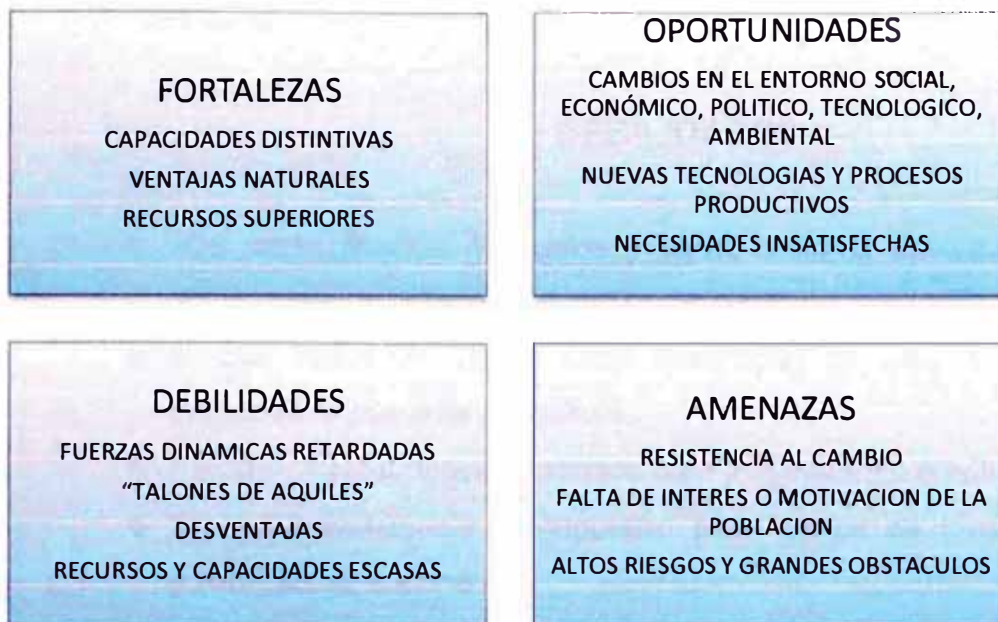 FORTALEZAS
CAPACIDADES DISTINTIVAS
VENTAJAS NATURALES
RECURSOS SUPERIORES
OPORTUNIDADES
CAMBIOS EN EL ENTORNO SOCIAL,
ECONÓMICO, POLITICO, TECNOLOGICO,
AMBIENTAL
NUEVAS TECNOLOGIAS Y PROCESOS
PRODUCTIVOS
NECESIDADES INSATISFECHAS
DEBILIDADES
FUERZAS DINAMICAS RETARDADAS
“TALONES DE AQUILES”
DESVENTAJAS
RECURSOS Y CAPACIDADES ESCASAS
AMENAZAS
RESISTENCIA AL CAMBIO
FALTA DE INTERES O MOTIVACION DE LA
POBLACION
ALTOS RIESGOS Y GRANDES OBSTACULOS